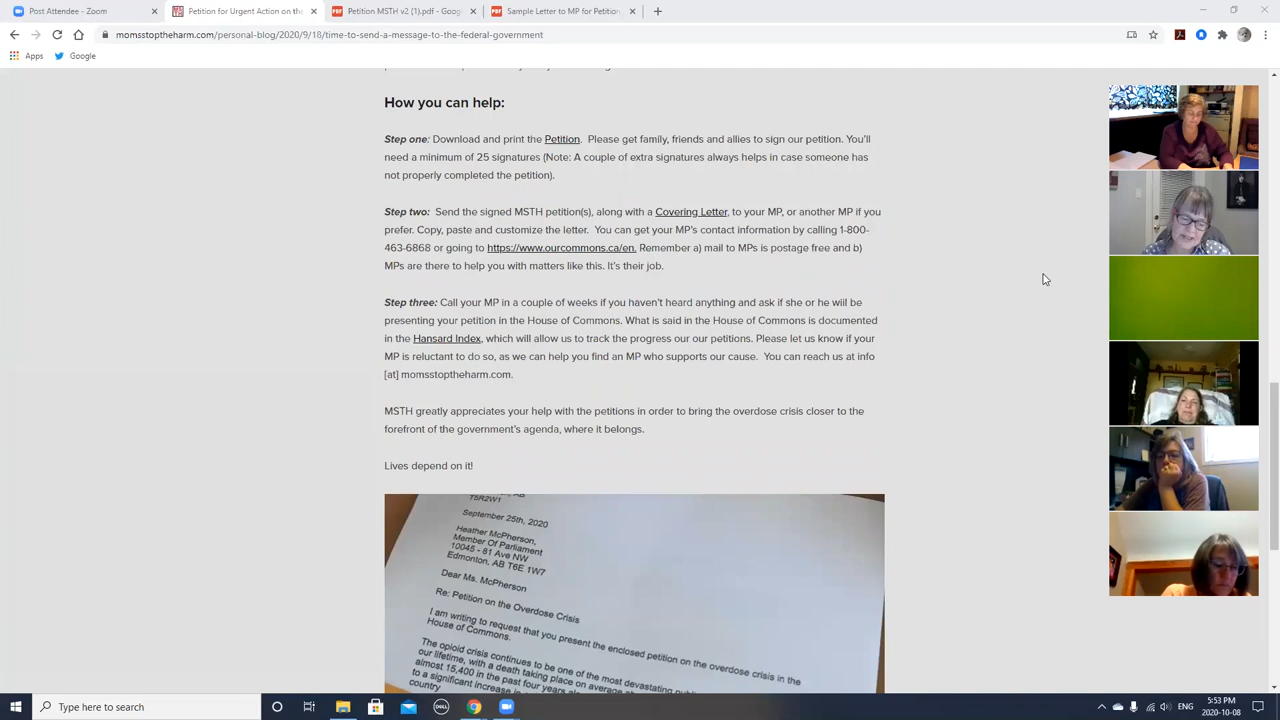 Post Attendee - Zoom
Petition for Urgent Action on the
Petition MSTH v2 (1).pdf - Goog
Sample Letter to MP for Petition
momsstoptheharm.com/personal-blog/2020/9/18/time-to-send-a-message-to-the-federal-government
Apps Google
How you can help:
Step one: Download and print the Petition. Please get family, friends and allies to sign our petition. You'll
need a minimum of 25 signatures (Note: A couple of extra signatures always helps in case someone has
not properly completed the petition).
Step two: Send the signed MSTH petition(s), along with a Covering Letter, to your MP, or another MP if you
prefer. Copy, paste and customize the letter. You can get your MP's contact information by calling 1-800-
463-6868 or going to https://www.ourcommons.ca/en. Remember a) mail to MPs is postage free and b)
MPs are there to help you with matters like this. It's their job.
Step three: Call your MP in a couple of weeks if you haven't heard anything and ask if she or he wiil be
presenting your petition in the House of Commons. What is said in the House of Commons is documented
in the Hansard Index, which will allow us to track the progress our our petitions. Please let us know if your
MP is reluctant to do so, as we can help you find an MP who supports our cause. You can reach us at info
[at] momsstoptheharm.com.
MSTH greatly appreciates your help with the petitions in order to bring the overdose crisis closer to the
forefront of the government's agenda, where it belongs.
Lives depend on it!
T5R2W1
September 25th, 2020
Heather McPherson,
Member Of Parliament
10045 - 81 Ave NW
Edmonton, AB T6E 1W7
Dear Ms. McPherson
Re: Petition on the Overdose Crisis
I am writing to request that you present the enclosed petition on the overdose crisis in the
House of Commons.
The opioid crisis continues to be one of the most devastating
our lifetime, with a death taking place on average
almost 15,400 in the past four years
to a significant increase in
country
Type here to search
DELL
ENG
5:53 PM
2020-10-08